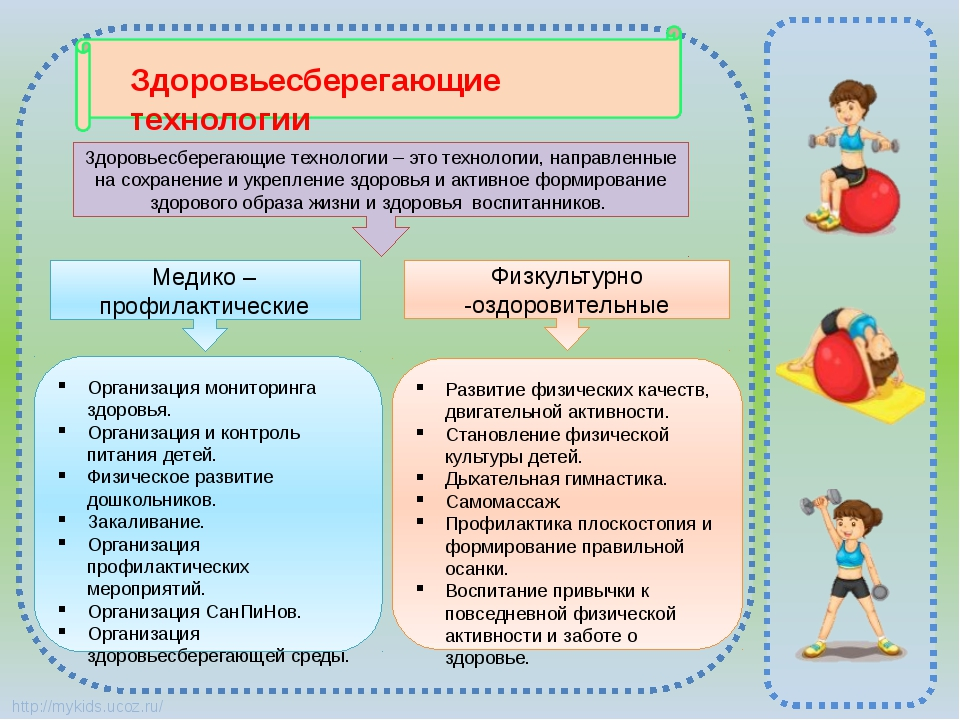 Здоровьесберегающие
технологии
Здоровьесберегающие технологии – это технологии, направленные
на сохранение и укрепление здоровья и активное формирование
здорового образа жизни и здоровья воспитанников.
Медико –
профилактические
Физкультурно
-оздоровительные
▪ Организация мониторинга
здоровья.
▪ Организация и контроль
питания детей.
▪ Физическое развитие
дошкольников.
▪ Закаливание.
▪ Организация
профилактических
мероприятий.
▪ Организация СанПиНов.
▪ Организация
здоровьесберегающей среды.
▪ Развитие физических качеств,
двигательной активности.
▪ Становление физической
культуры детей.
▪ Дыхательная гимнастика.
▪ Самомассаж.
▪ Профилактика плоскостопия и
формирование правильной
осанки.
▪ Воспитание привычки к
повседневной физической
активности и заботе о
здоровье.
http://mykids.ucoz.ru/